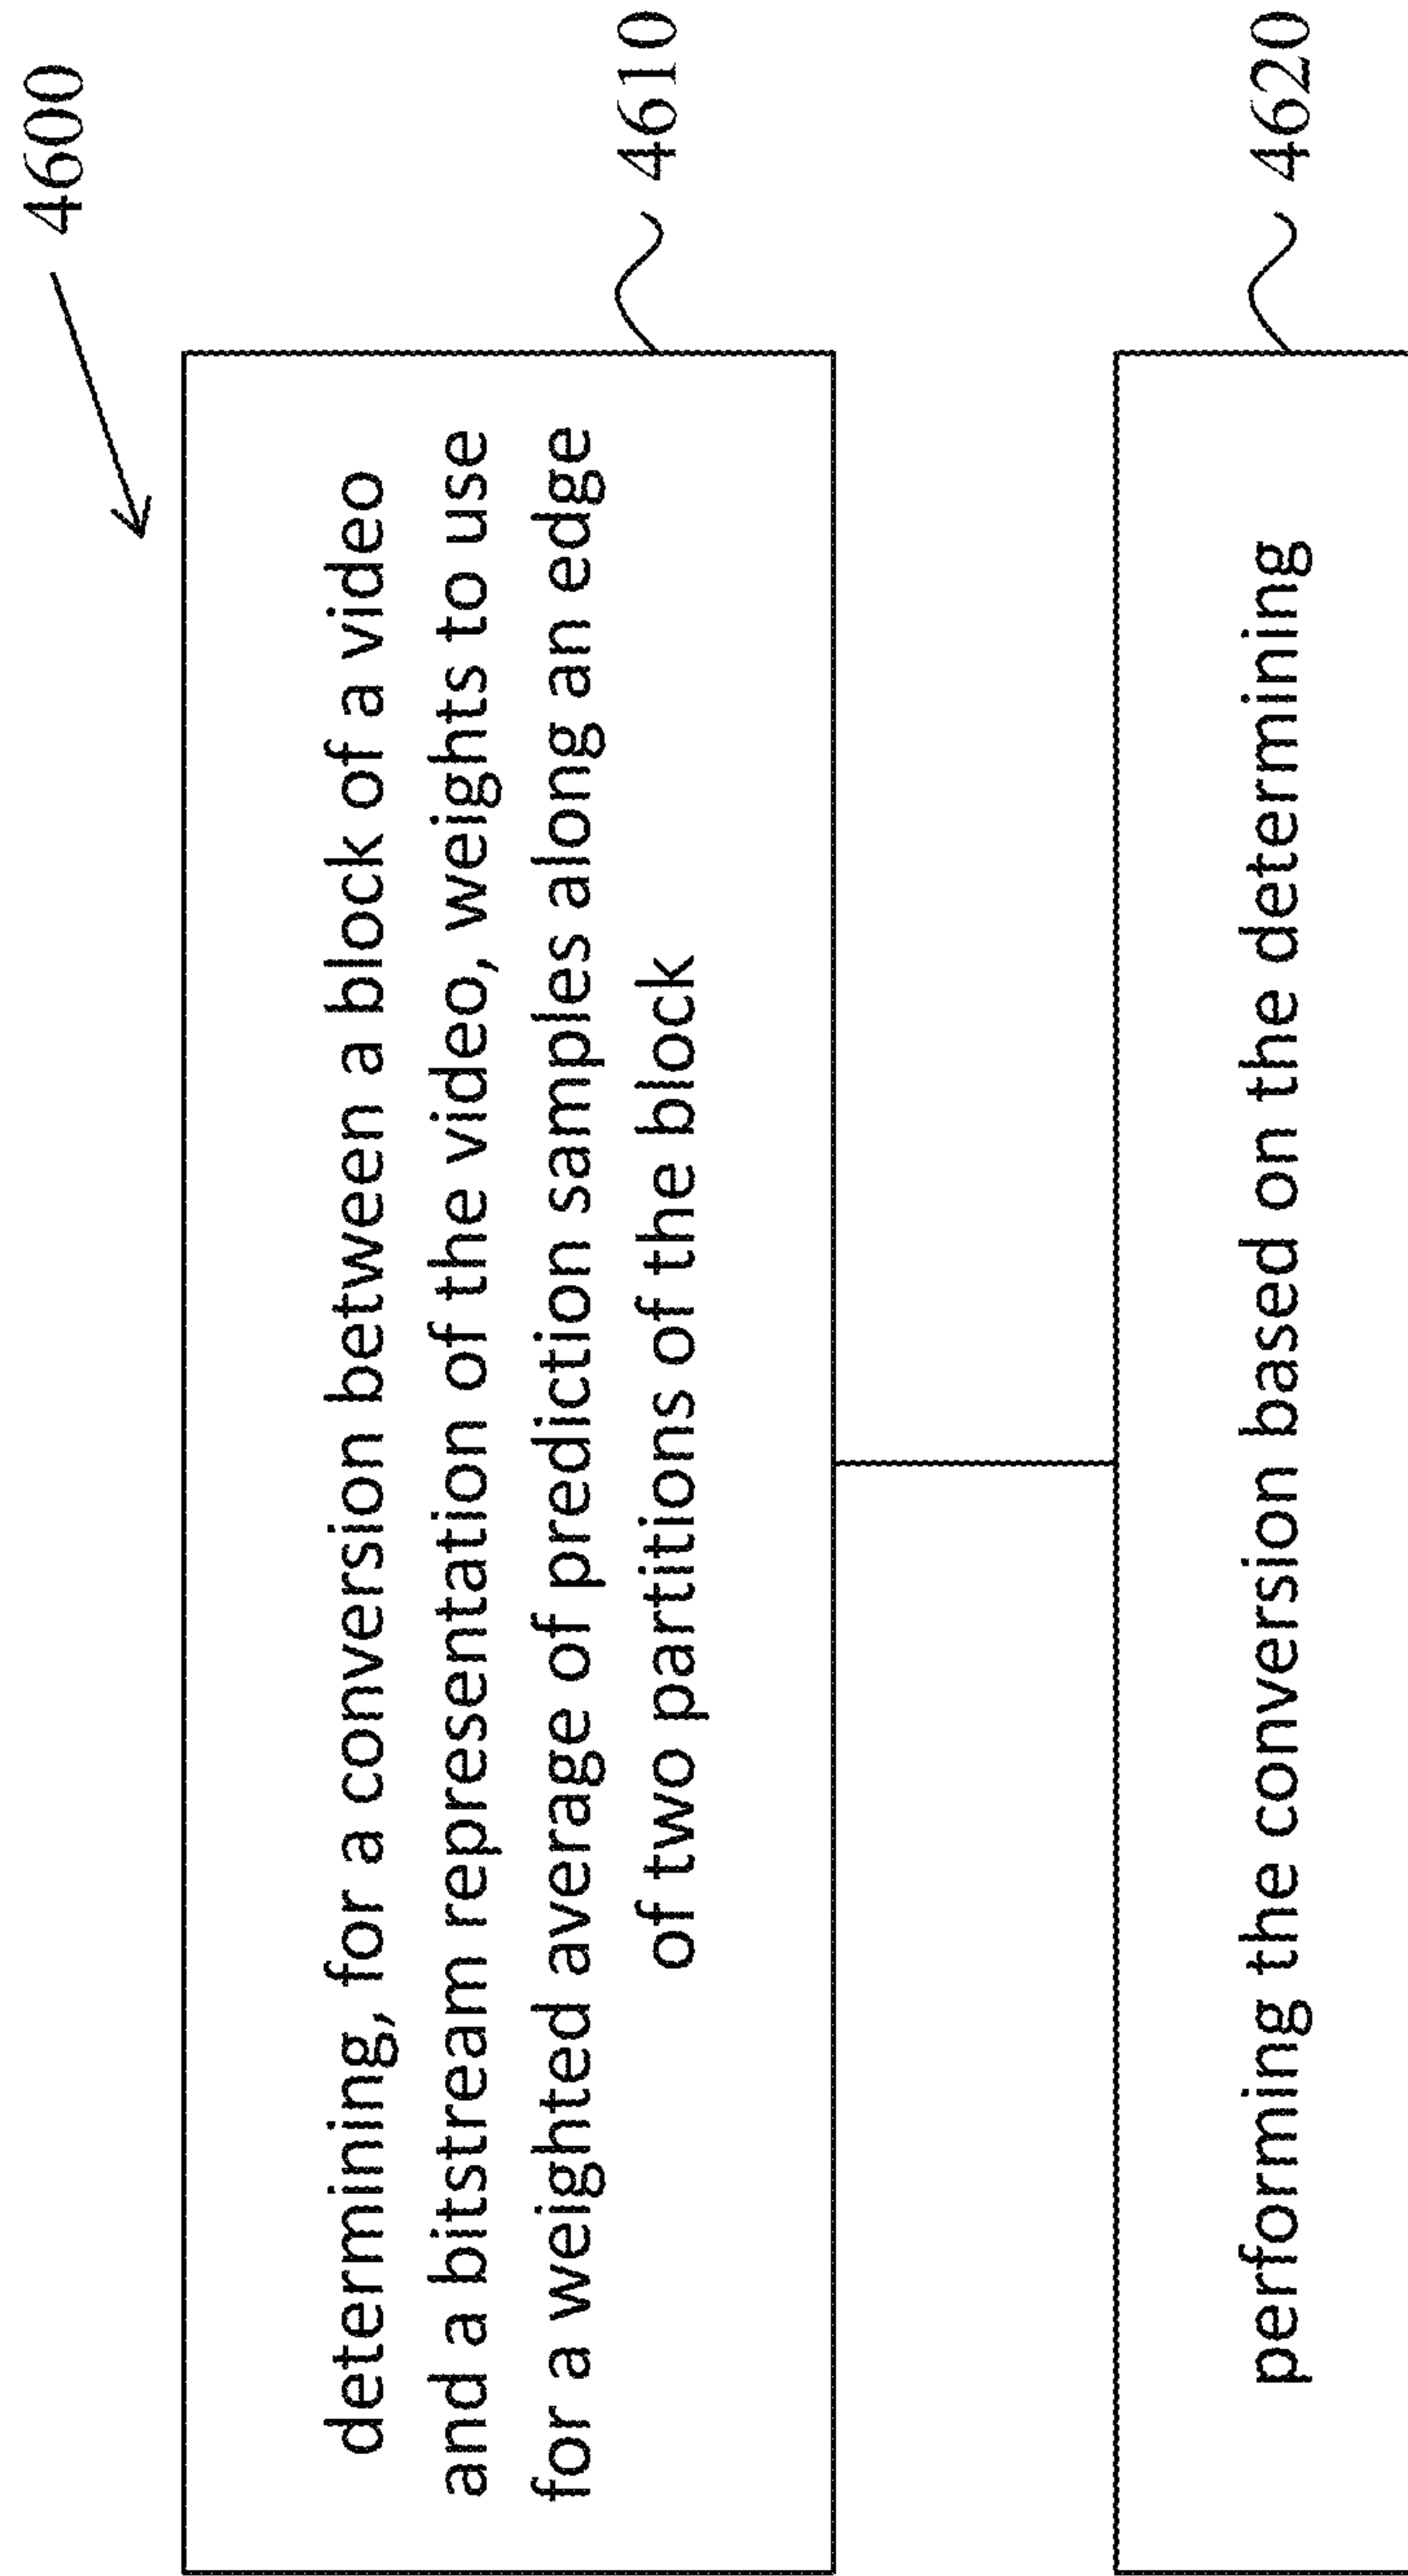 4600
determining, for a conversion between a block of a video
and a bitstream representation of the video, weights to use
for a weighted average of prediction samples along an edge
of two partitions of the block
4610
performing the conversion based on the determining
4620